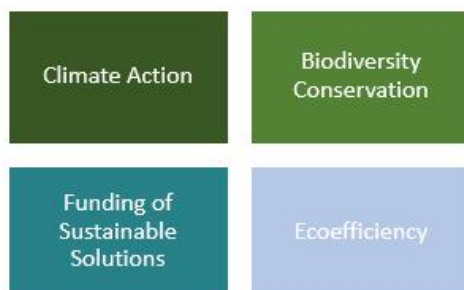 Climate Action
Biodiversity
Conservation
Funding of
Sustainable
Solutions
Ecoefficiency